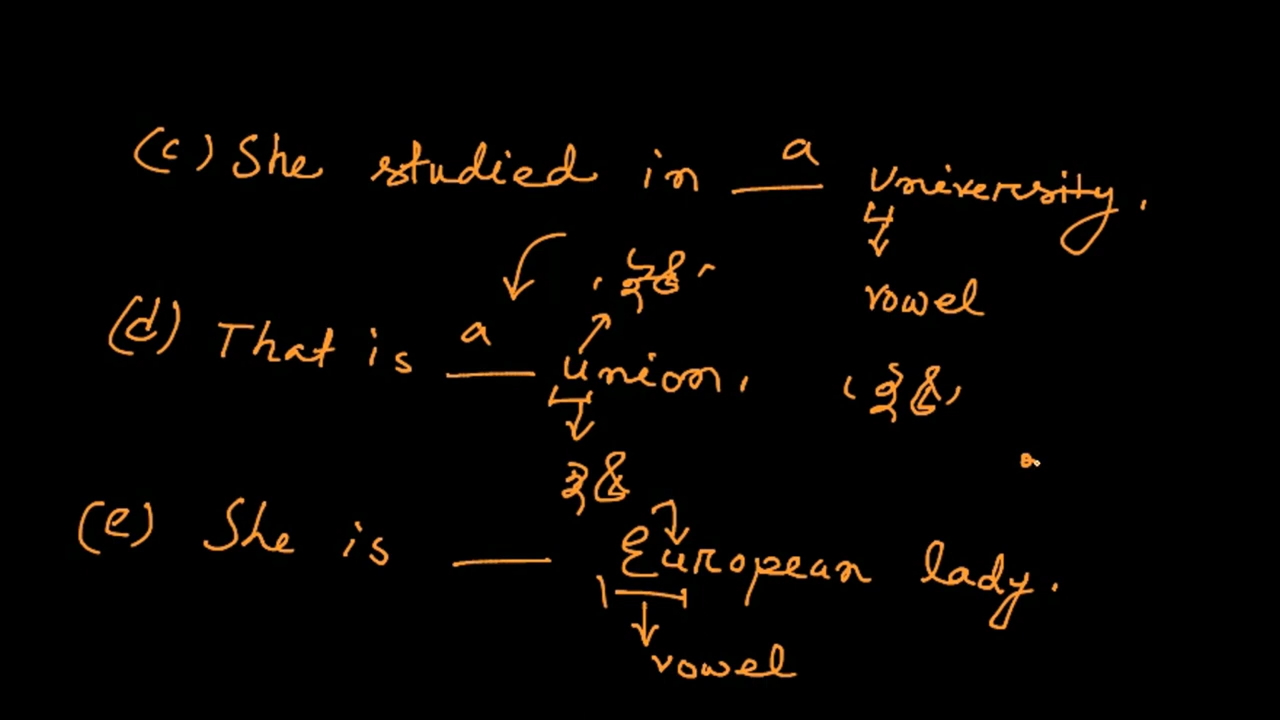 (c) She studied in a university.
vowel
(d) That is a union.
(e) She is ___ European lady.
vowel